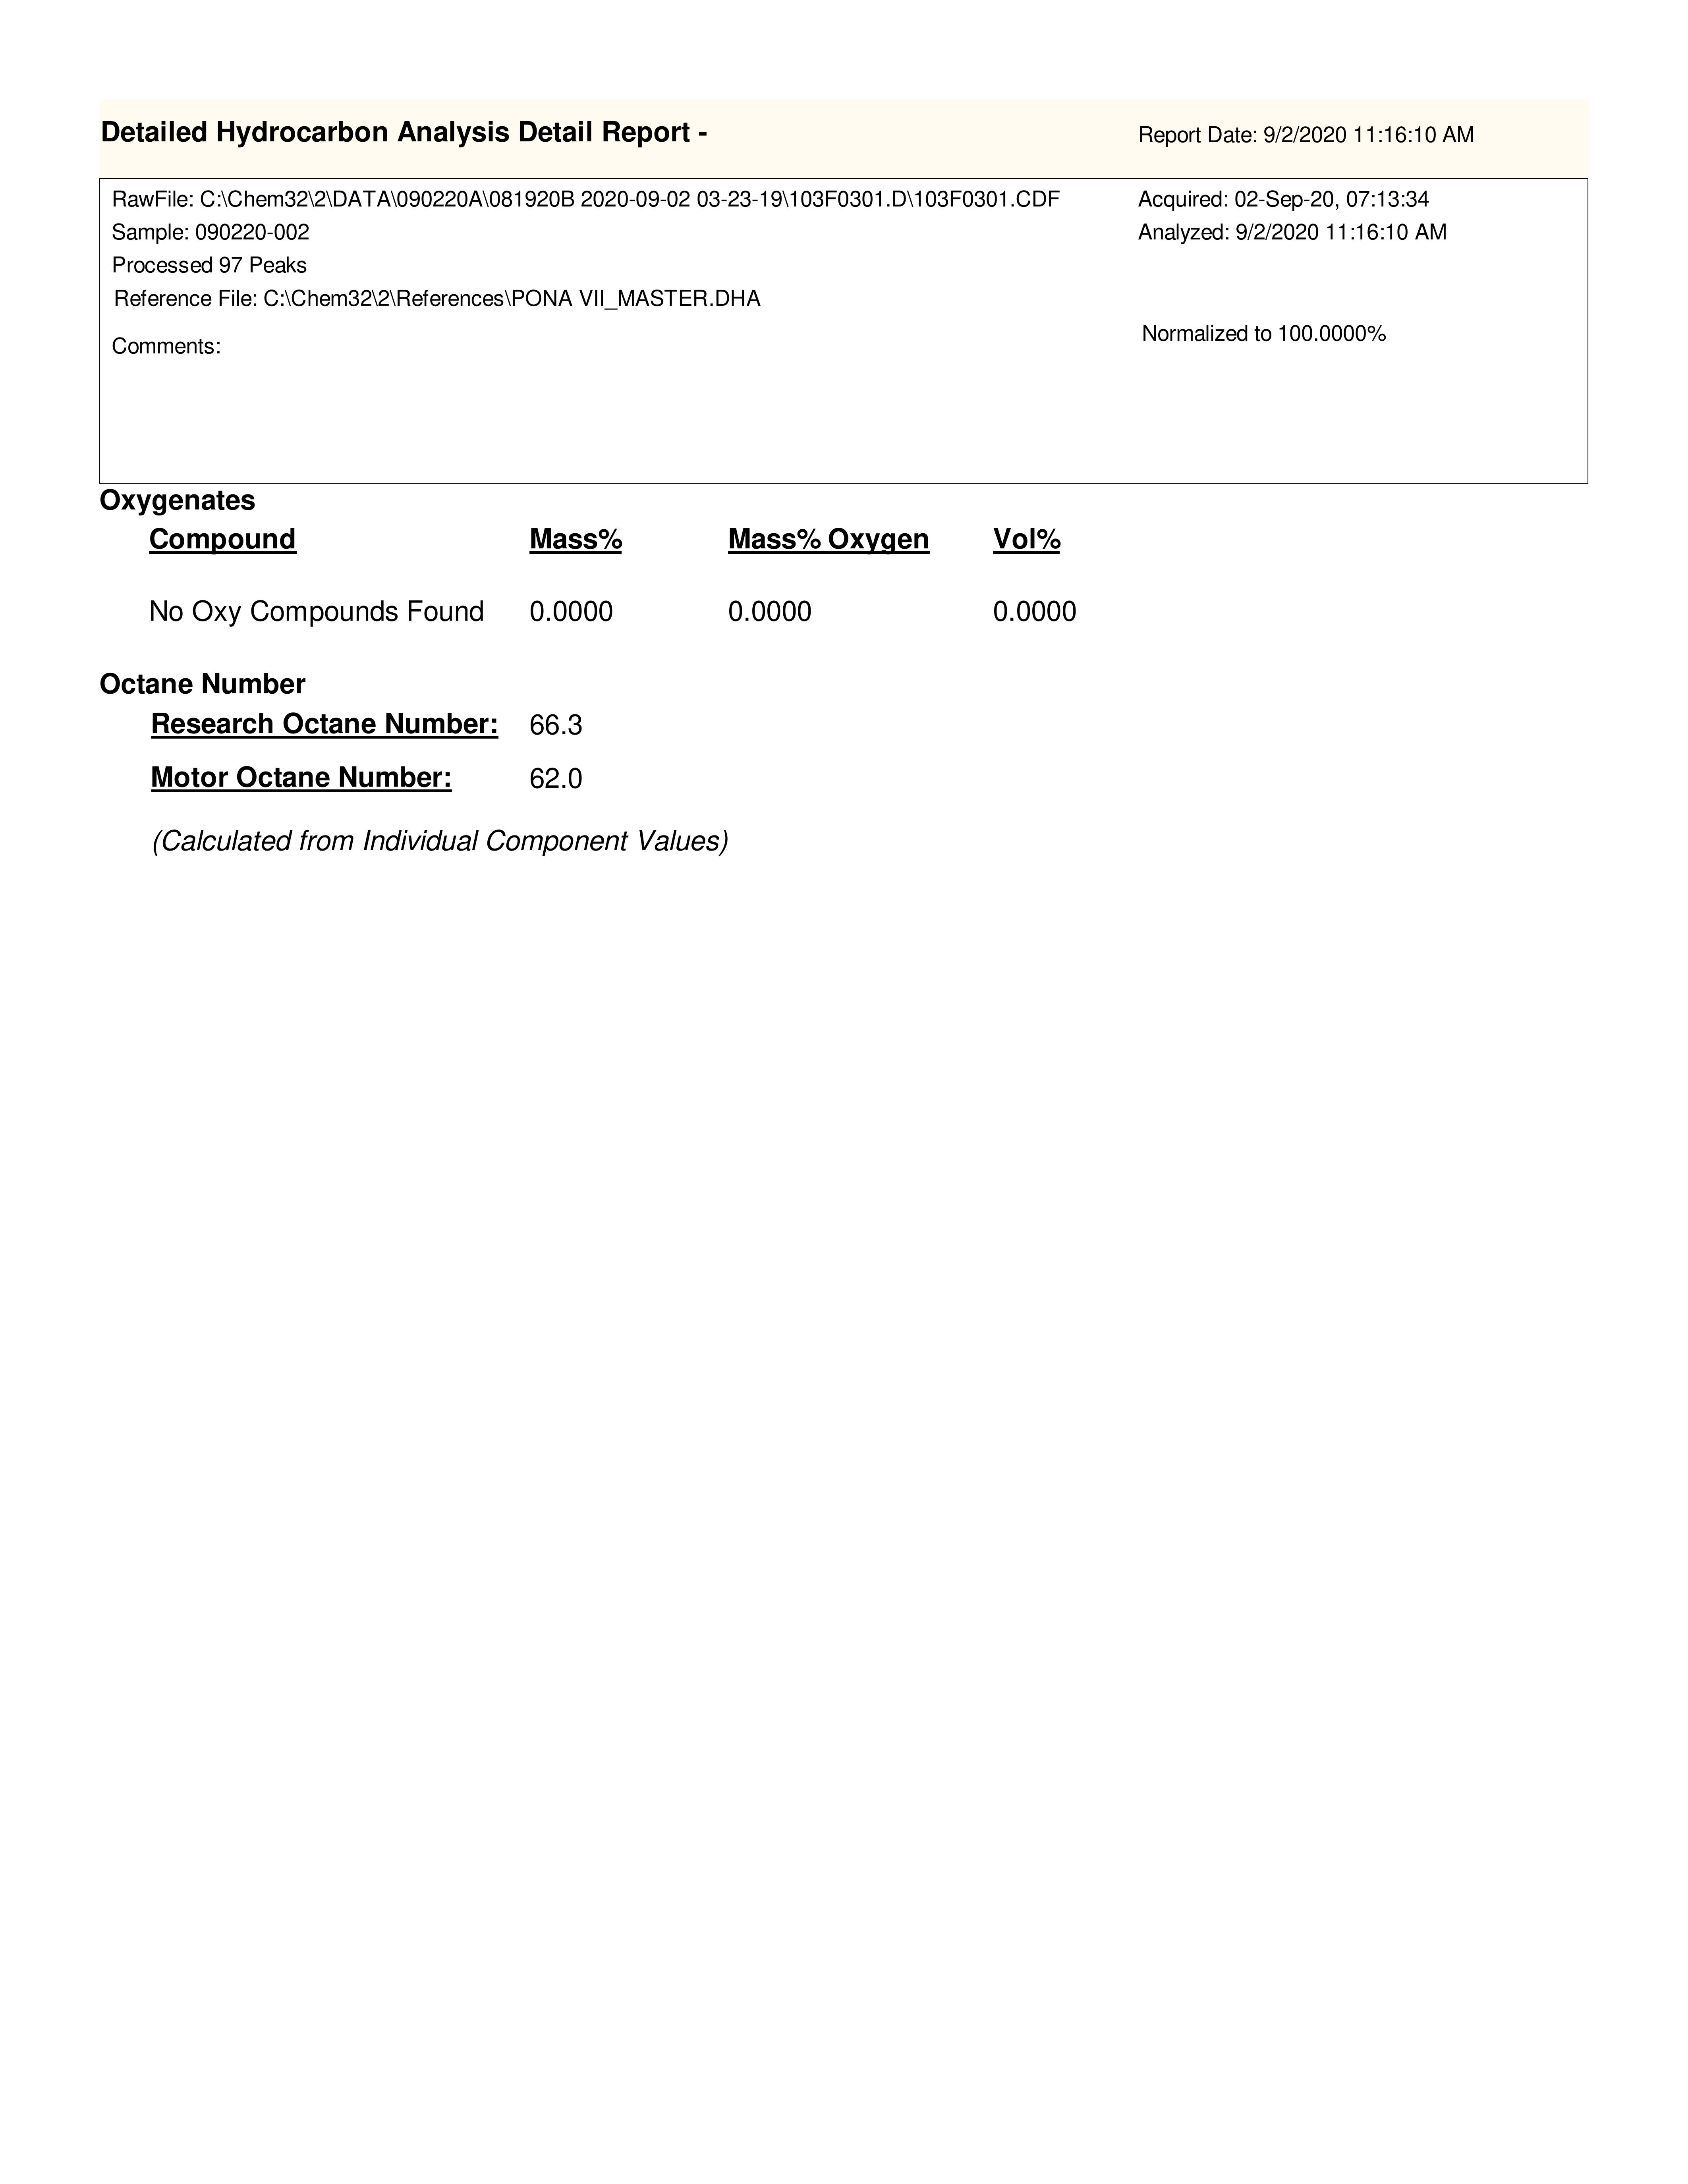 Detailed Hydrocarbon Analysis Detail Report - Report Date: 9/2/2020 11:16:10 AM
RawFile: C:\Chem32\2\DATA\090220A\081920B 2020-09-02 03-23-19\103F0301.D\103F0301.CDF Acquired: 02-Sep-20, 07:13:34
Sample: 090220-002 Analyzed: 9/2/2020 11:16:10 AM
Processed 97 Peaks
Reference File: C:\Chem32\2\References\PONA VII_MASTER.DHA
Normalized to 100.0000%
Comments:
Oxygenates
Compound Mass% Mass% Oxygen Vol%
No Oxy Compounds Found 0.0000 0.0000 0.0000
Octane Number
Research Octane Number: 66.3
Motor Octane Number: 62.0
(Calculated from Individual Component Values)